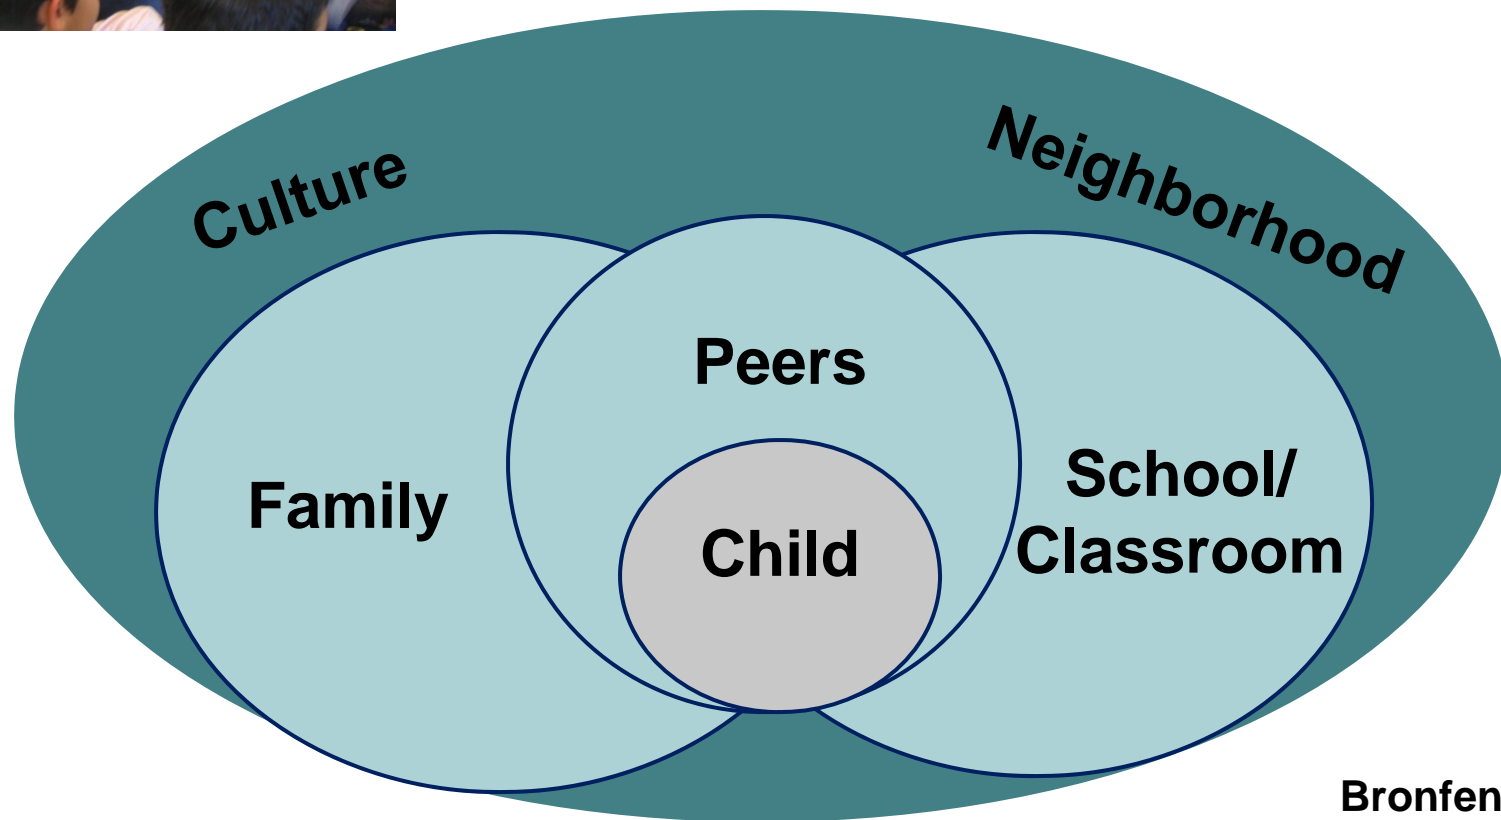 Culture
Neighborhood
Peers
Family
School/
Classroom
Child
Bronfen